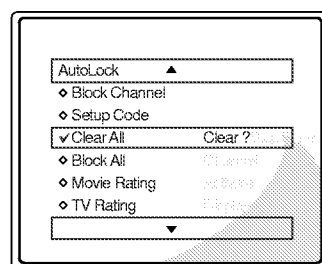 AutoLock ▲
◆ Block Channel
◆ Setup Code
✓ Clear All Clear ?
◆ Block All
◆ Movie Rating
◆ TV Rating
▼